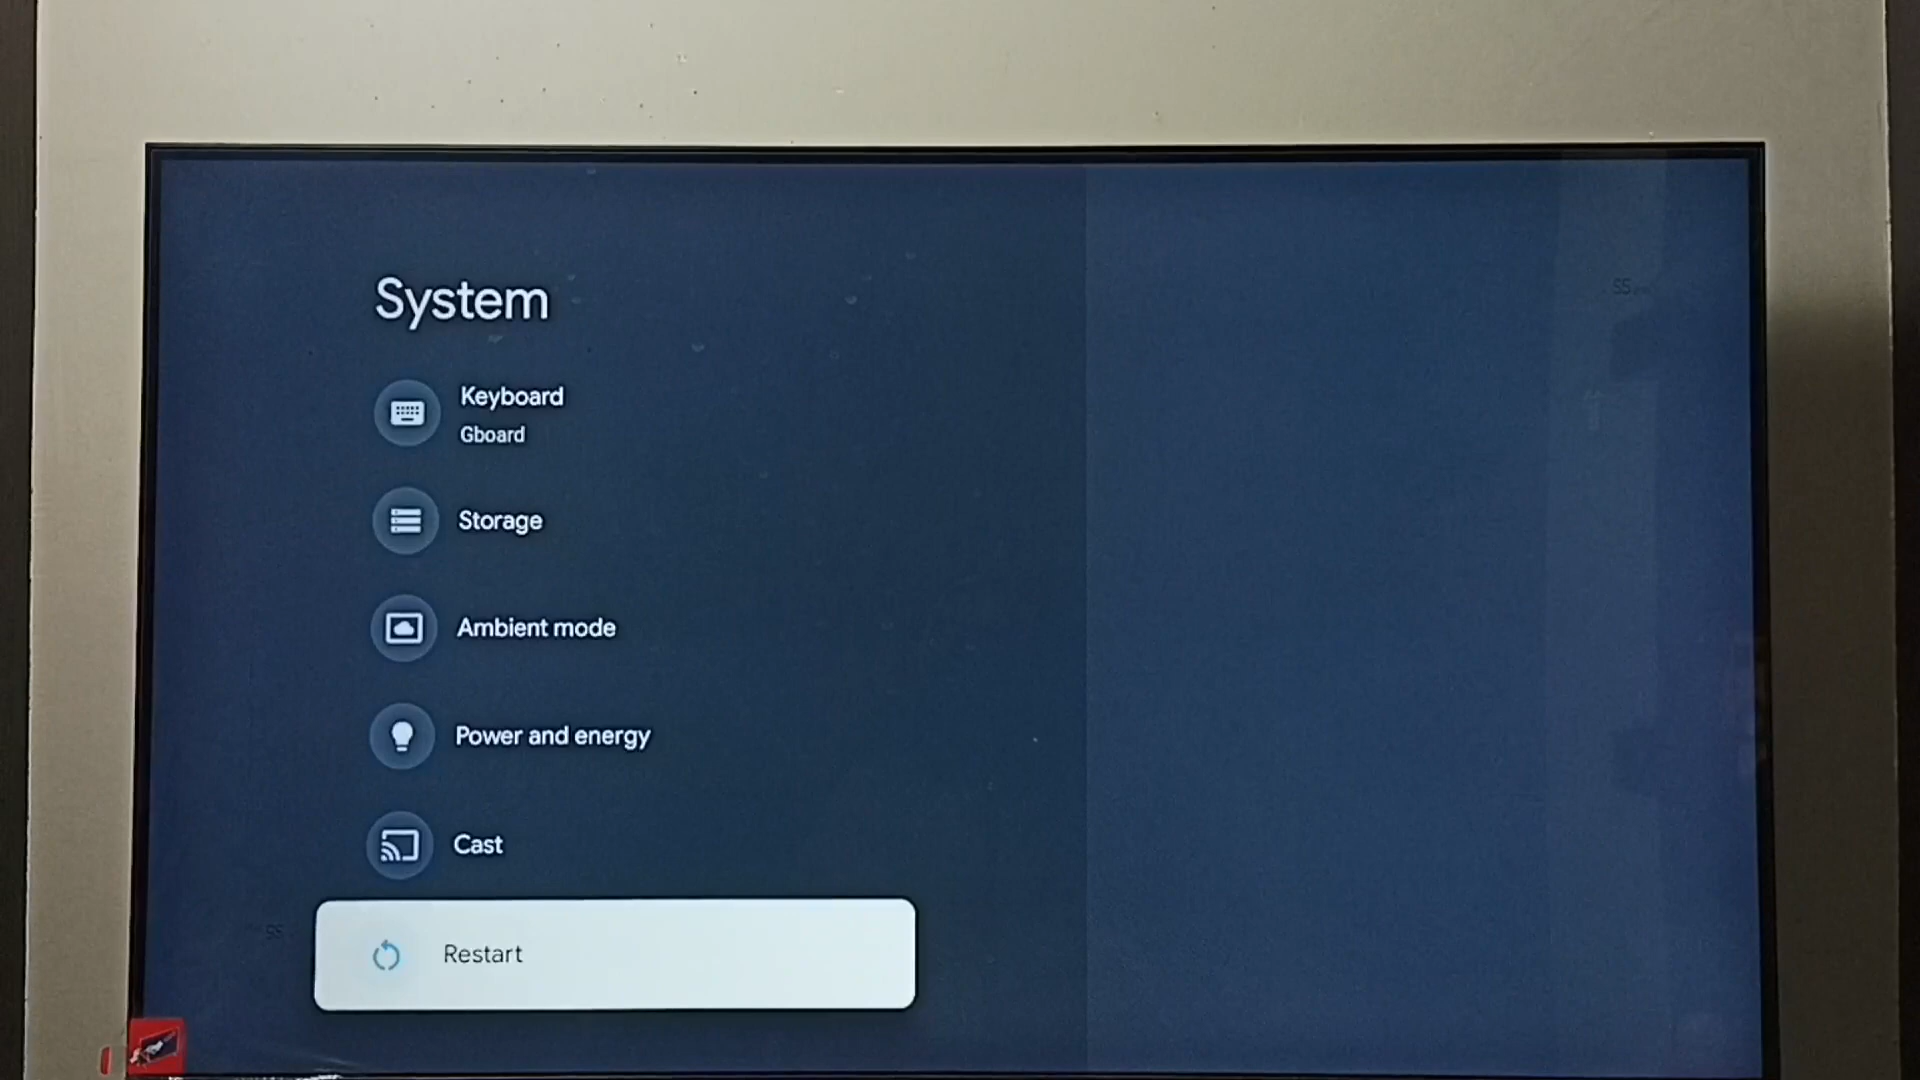 System
Keyboard
Gboard
Storage
Ambient mode
Power and energy
Cast
Restart